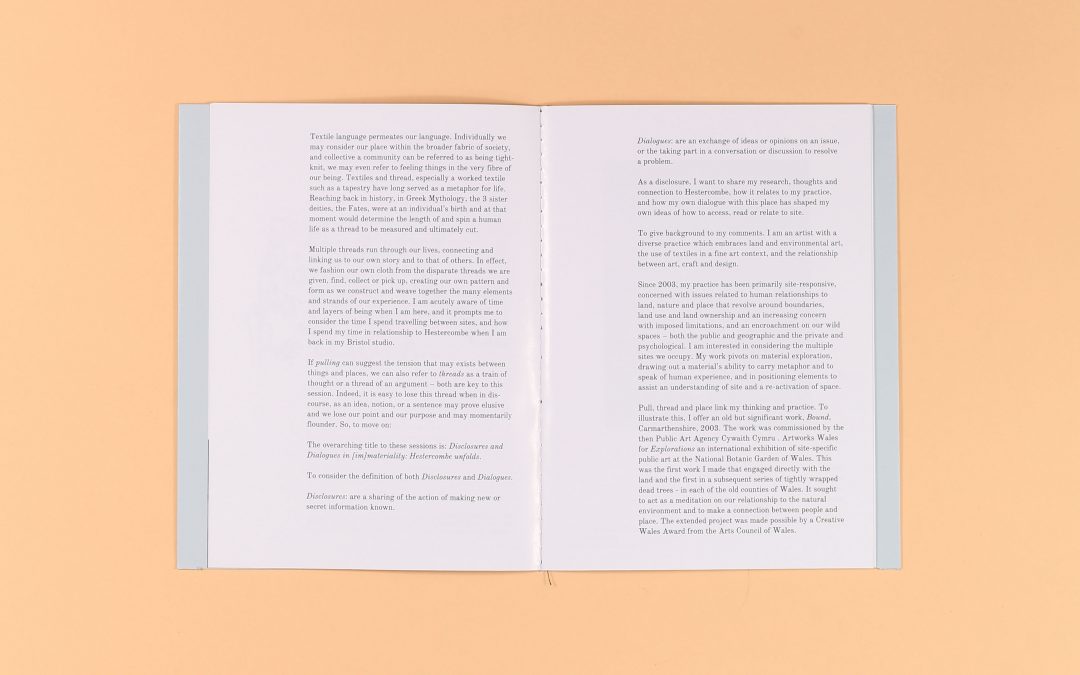 Textile language permeates our language. Individually we
may consider our place within the broader fabric of society,
and collective a community can be referred to as being tight-
knit, we may even refer to feeling things in the very fibre of
our being. Textiles and thread, especially a worked textile
such as a tapestry have long served as a metaphor for life.
Reaching back in history, in Greek Mythology, the 3 sister
deities, the Fates, were at an individual's birth and at that
moment would determine the length of and spin a human
life as a thread to be measured and ultimately cut.
Multiple threads run through our lives, connecting and
linking us to our own story and to that of others. In effect,
we fashion our own cloth from the disparate threads we are
given, find, collect or pick up, creating our own pattern and
form as we construct and weave together the many elements
and strands of our experience. I am acutely aware of time
and layers of being when I am here, and it prompts me to
consider the time I spend travelling between sites, and how
I spend my time in relationship to Hestercombe when I am
back in my Bristol studio.
If pulling can suggest the tension that may exists between
things and places, we can also refer to threads as a train of
thought or a thread of an argument – both are key to this
session. Indeed, it is easy to lose this thread when in dis-
course, as an idea, notion, or a sentence may prove elusive
and we lose our point and our purpose and may momentarily
flounder. So, to move on:
The overarching title to these sessions is: Disclosures and
Dialogues in [im]materiality: Hestercombe unfolds.
To consider the definition of both Disclosures and Dialogues.
Disclosures: are a sharing of the action of making new or
secret information known.
Dialogues: are an exchange of ideas or opinions on an issue,
or the taking part in a conversation or discussion to resolve
a problem.
As a disclosure, I want to share my research, thoughts and
connection to Hestercombe, how it relates to my practice,
and how my own dialogue with this place has shaped my
own ideas of how to access, read or relate to site.
To give background to my comments. I am an artist with a
diverse practice which embraces land and environmental art,
the use of textiles in a fine art context, and the relationship
between art, craft and design.
Since 2003, my practice has been primarily site-responsive,
concerned with issues related to human relationships to
land, nature and place that revolve around boundaries,
land use and land ownership and an increasing concern
with imposed limitations, and an encroachment on our wild
spaces – both the public and geographic and the private and
psychological. I am interested in considering the multiple
sites we occupy. My work pivots on material exploration,
drawing out a material's ability to carry metaphor and to
speak of human experience, and in positioning elements to
assist an understanding of site and a re-activation of space.
Pull, thread and place link my thinking and practice. To
illustrate this, I offer an old but significant work, Bound,
Carmarthenshire, 2003. The work was commissioned by the
then Public Art Agency Cywaith Cymru . Artworks Wales
for Explorations an international exhibition of site-specific
public art at the National Botanic Garden of Wales. This
was the first work I made that engaged directly with the
land and the first in a subsequent series of tightly wrapped
dead trees - in each of the old counties of Wales. It sought
to act as a meditation on our relationship to the natural
environment and to make a connection between people and
place. The extended project was made possible by a Creative
Wales Award from the Arts Council of Wales.